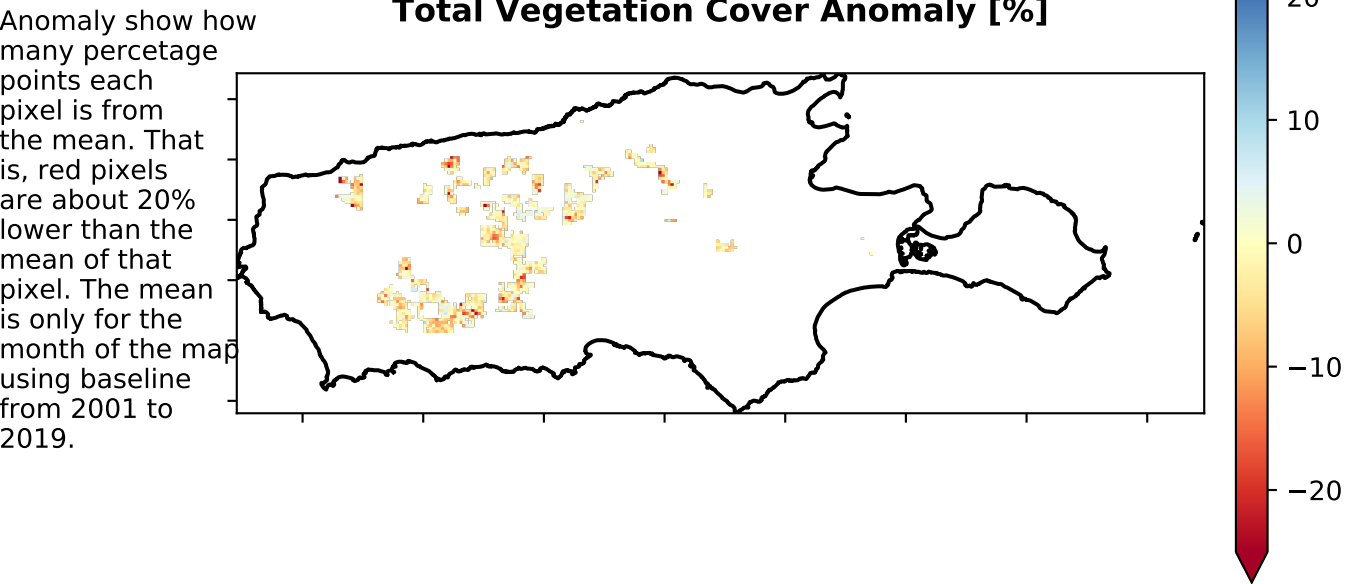 Total Vegetation Cover Anomaly [%]
Anomaly show how
many percetage
points each
pixel is from
the mean. That
is, red pixels
are about 20%
lower than the
mean of that
pixel. The mean
is only for the
month of the map
using baseline
from 2001 to
2019.
20
10
0
−10
−20